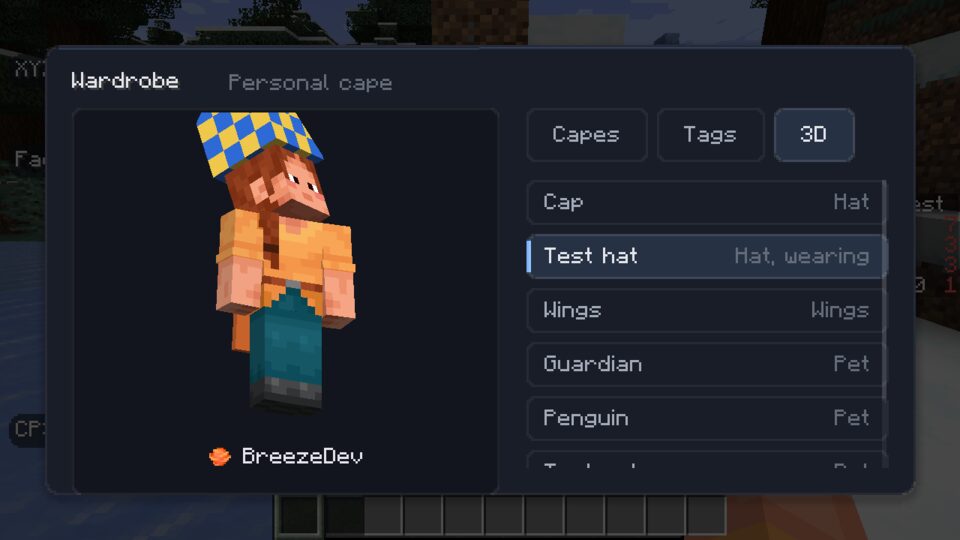 Wardrobe
Personal cape
Capes
Tags
3D
Cap
Hat
Test hat
Hat, wearing
Wings
Wings
Guardian
Pet
Penguin
Pet
BreezeDev